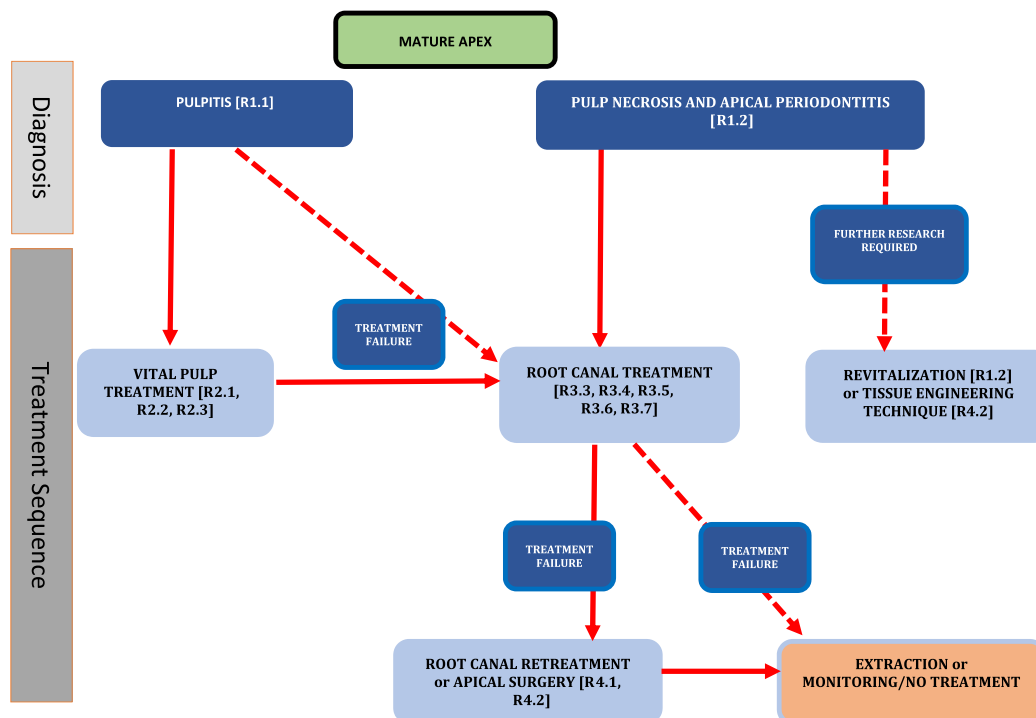 MATURE APEX
Diagnosis
PULPITIS [R1.1]
PULP NECROSIS AND APICAL PERIODONTITIS
[R1.2]
FURTHER RESEARCH
REQUIRED
Treatment Sequence
TREATMENT
FAILURE
VITAL PULP
TREATMENT [R2.1,
R2.2, R2.3]
ROOT CANAL TREATMENT
[R3.3, R3.4, R3.5,
R3.6, R3.7]
REVITALIZATION [R1.2]
or TISSUE ENGINEERING
TECHNIQUE [R4.2]
TREATMENT
FAILURE
TREATMENT
FAILURE
ROOT CANAL RETREATMENT
or APICAL SURGERY [R4.1,
R4.2]
EXTRACTION or
MONITORING/NO TREATMENT